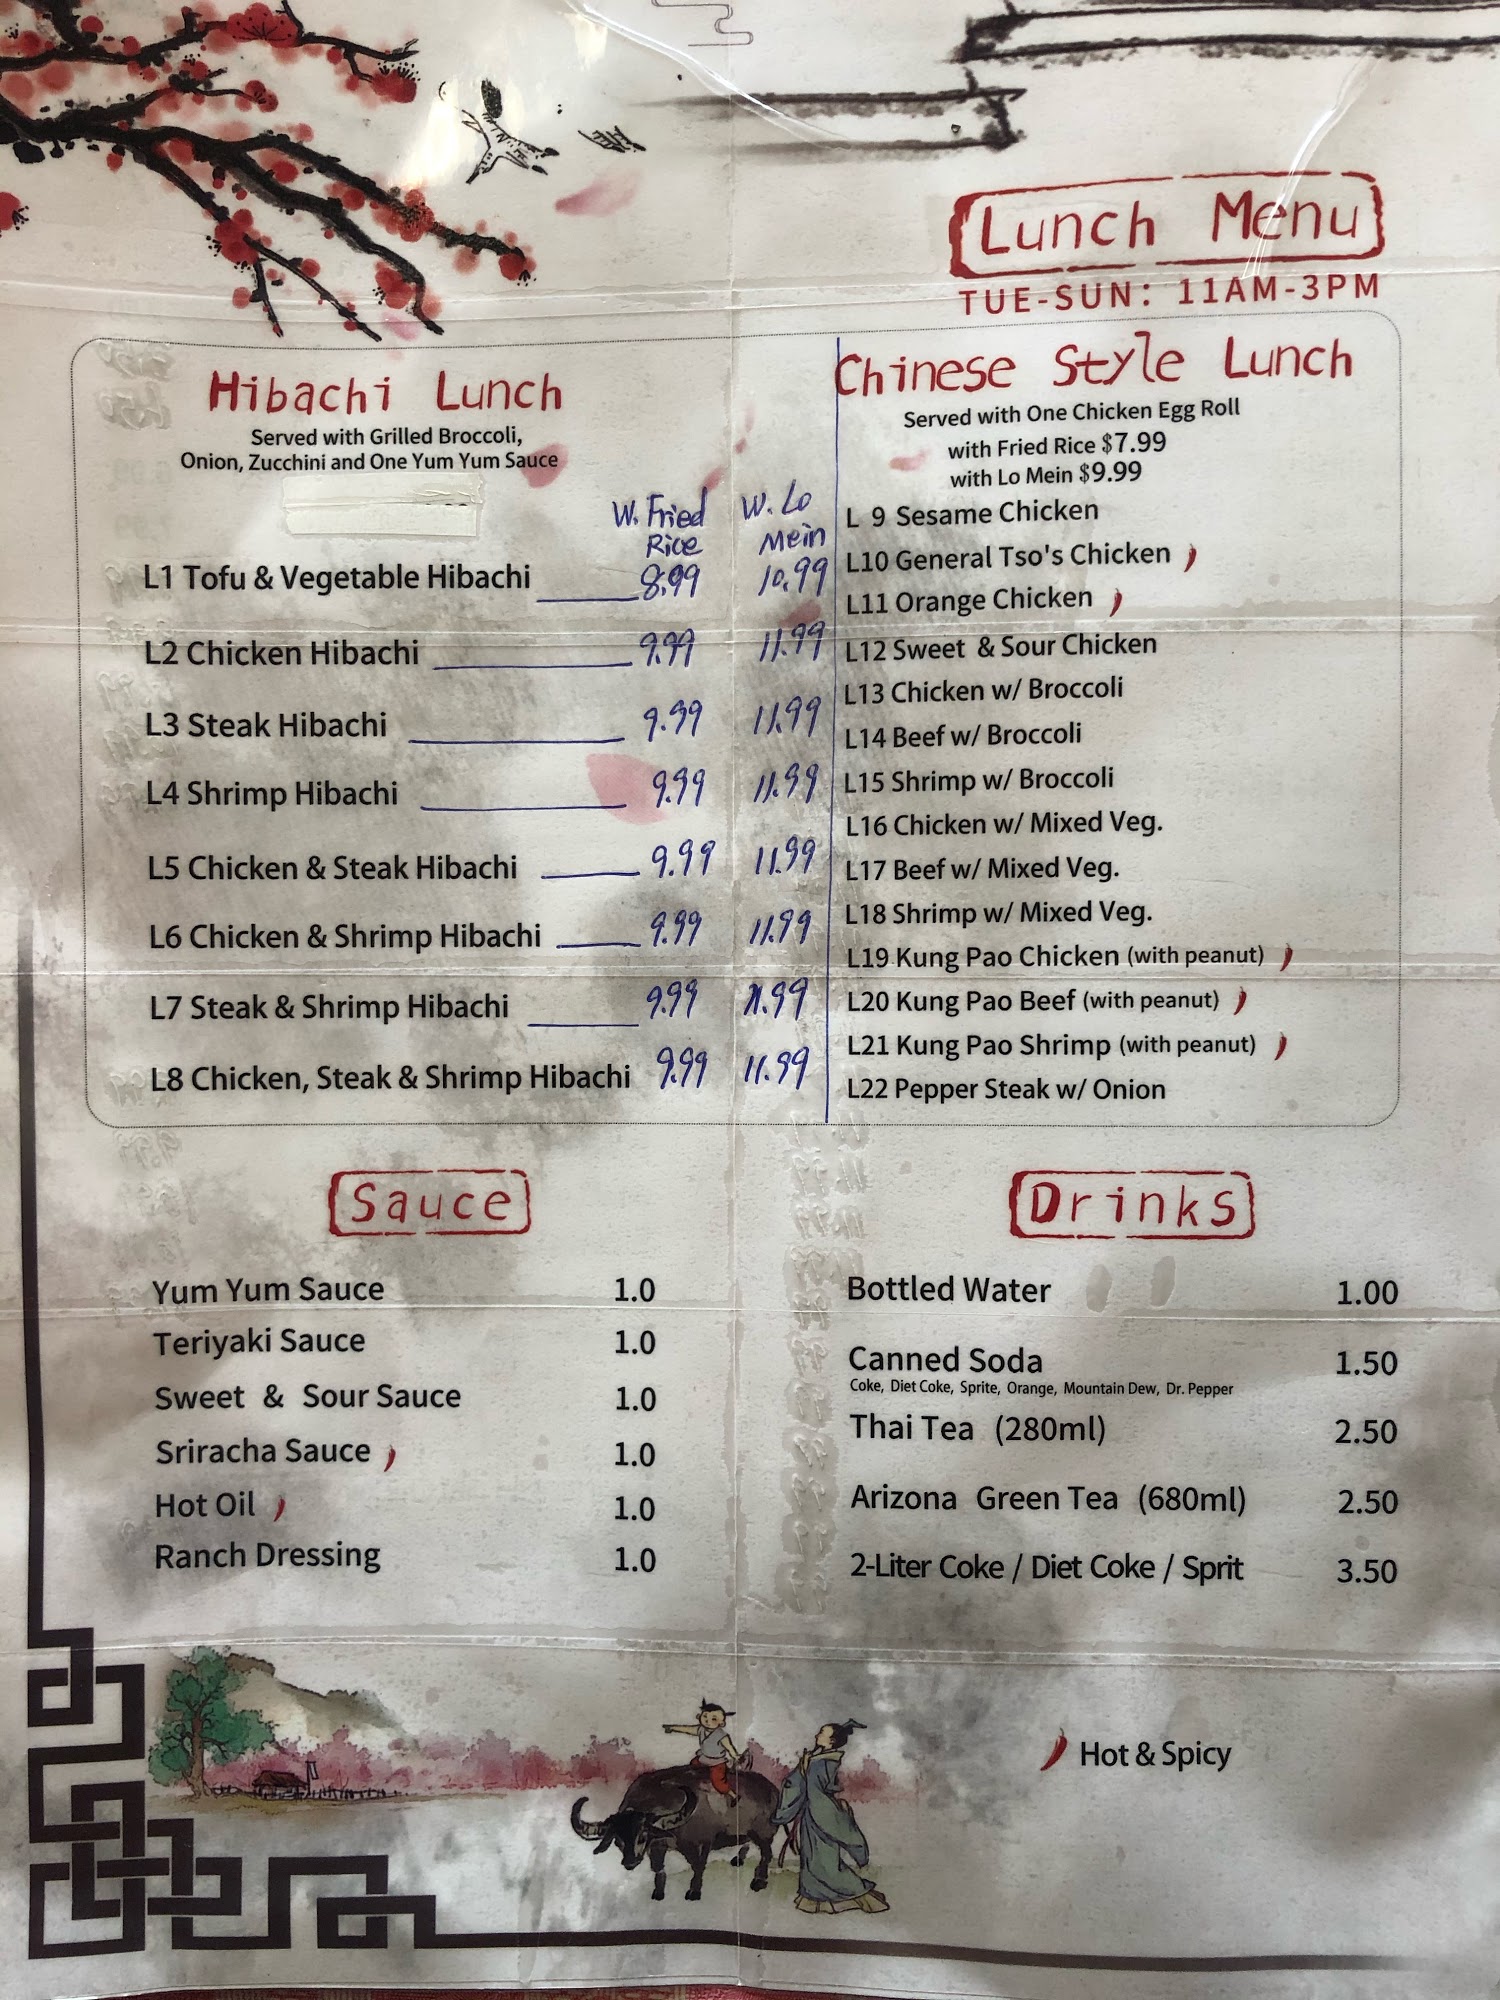 Lunch Menu
TUE-SUN: 11AM-3PM
Hibachi Lunch
Served with Grilled Broccoli,
Onion, Zucchini and One Yum Yum Sauce
W. Fried Rice
W. Lo Mein
L1 Tofu & Vegetable Hibachi 8.99 10.99
L2 Chicken Hibachi 9.99 11.99
L3 Steak Hibachi 9.99 11.99
L4 Shrimp Hibachi 9.99 11.99
L5 Chicken & Steak Hibachi 9.99 11.99
L6 Chicken & Shrimp Hibachi 9.99 11.99
L7 Steak & Shrimp Hibachi 9.99 11.99
L8 Chicken, Steak & Shrimp Hibachi 9.99 11.99
Chinese Style Lunch
Served with One Chicken Egg Roll
with Fried Rice $7.99
with Lo Mein $9.99
L 9 Sesame Chicken
L10 General Tso's Chicken
L11 Orange Chicken
L12 Sweet & Sour Chicken
L13 Chicken w/ Broccoli
L14 Beef w/ Broccoli
L15 Shrimp w/ Broccoli
L16 Chicken w/ Mixed Veg.
L17 Beef w/ Mixed Veg.
L18 Shrimp w/ Mixed Veg.
L19 Kung Pao Chicken (with peanut)
L20 Kung Pao Beef (with peanut)
L21 Kung Pao Shrimp (with peanut)
L22 Pepper Steak w/ Onion
Sauce
Yum Yum Sauce 1.0
Teriyaki Sauce 1.0
Sweet & Sour Sauce 1.0
Sriracha Sauce 1.0
Hot Oil 1.0
Ranch Dressing 1.0
Drinks
Bottled Water 1.00
Canned Soda 1.50
Coke, Diet Coke, Sprite, Orange, Mountain Dew, Dr. Pepper
Thai Tea (280ml) 2.50
Arizona Green Tea (680ml) 2.50
2-Liter Coke / Diet Coke / Sprit 3.50
Hot & Spicy